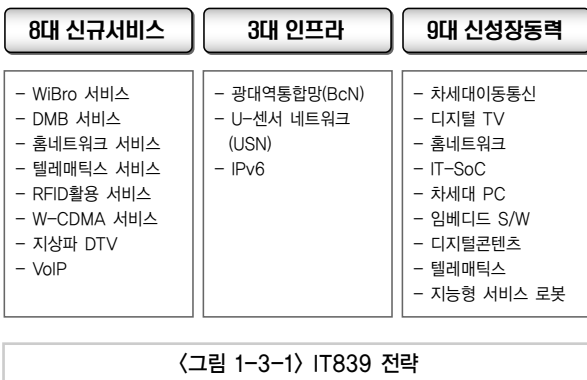 8대 신규서비스
- WiBro 서비스
- DMB 서비스
- 홈네트워크 서비스
- 텔레매틱스 서비스
- RFID활용 서비스
- W-CDMA 서비스
- 지상파 DTV
- VoIP
3대 인프라
- 광대역통합망(BcN)
- U-센서 네트워크
(USN)
- IPv6
9대 신성장동력
- 차세대이동통신
- 디지털 TV
- 홈네트워크
- IT-SoC
- 차세대 PC
- 임베디드 S/W
- 디지털콘텐츠
- 텔레매틱스
- 지능형 서비스 로봇
〈그림 1-3-1〉 IT839 전략